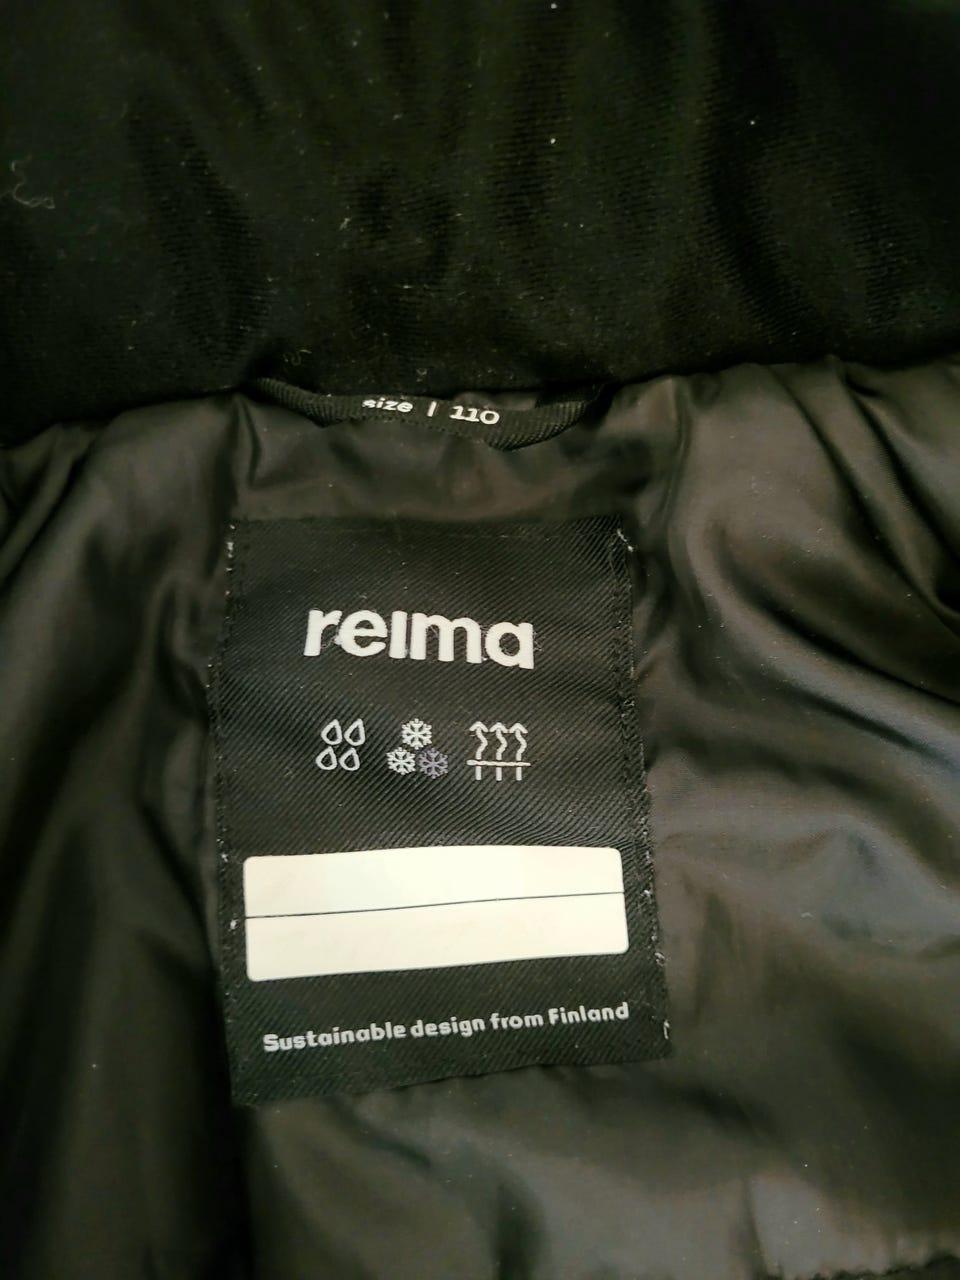 size | 110
reima
Sustainable design from Finland